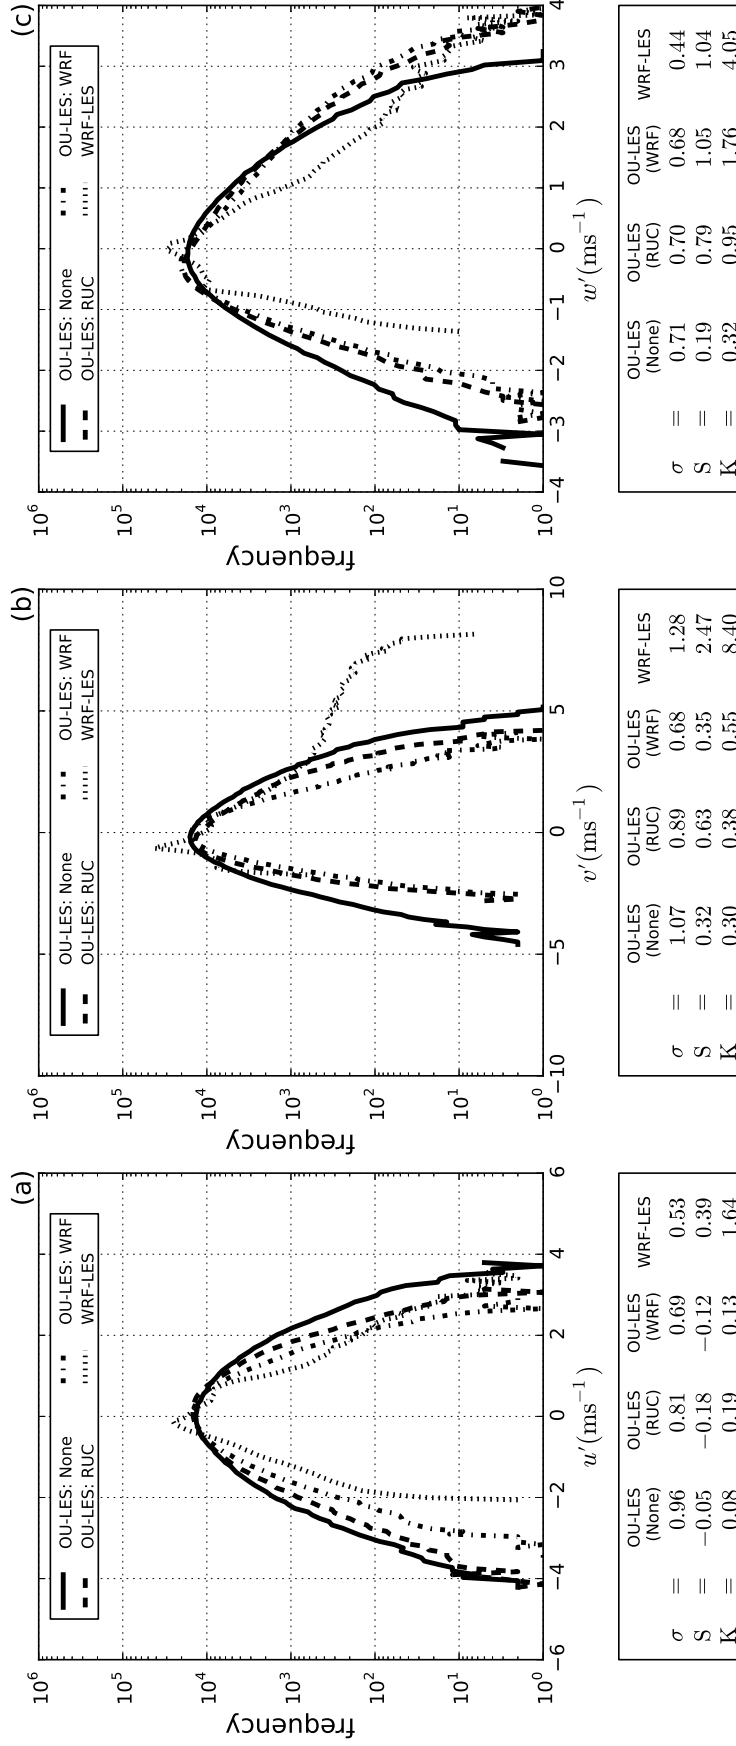 (a)
OU-LES: None
OU-LES: RUC
OU-LES: WRF
WRF-LES
frequency
10^6
10^5
10^4
10^3
10^2
10^1
10^0
−6 −4 −2 0 2 4 6
u′(ms^−1)
OU-LES (None) OU-LES (RUC) OU-LES (WRF) WRF-LES
σ = 0.96 0.81 0.69 0.53
S = −0.05 −0.18 −0.12 0.39
K = 0.08 0.19 0.13 1.64
(b)
OU-LES: None
OU-LES: RUC
OU-LES: WRF
WRF-LES
frequency
10^6
10^5
10^4
10^3
10^2
10^1
10^0
−10 −5 0 5 10
v′(ms^−1)
OU-LES (None) OU-LES (RUC) OU-LES (WRF) WRF-LES
σ = 1.07 0.89 0.68 1.28
S = 0.32 0.63 0.35 2.47
K = 0.30 0.38 0.55 8.40
(c)
OU-LES: None
OU-LES: RUC
OU-LES: WRF
WRF-LES
frequency
10^6
10^5
10^4
10^3
10^2
10^1
10^0
−4 −3 −2 −1 0 1 2 3 4
w′(ms^−1)
OU-LES (None) OU-LES (RUC) OU-LES (WRF) WRF-LES
σ = 0.71 0.70 0.68 0.44
S = 0.19 0.79 1.05 1.04
K = 0.32 0.95 1.76 4.05